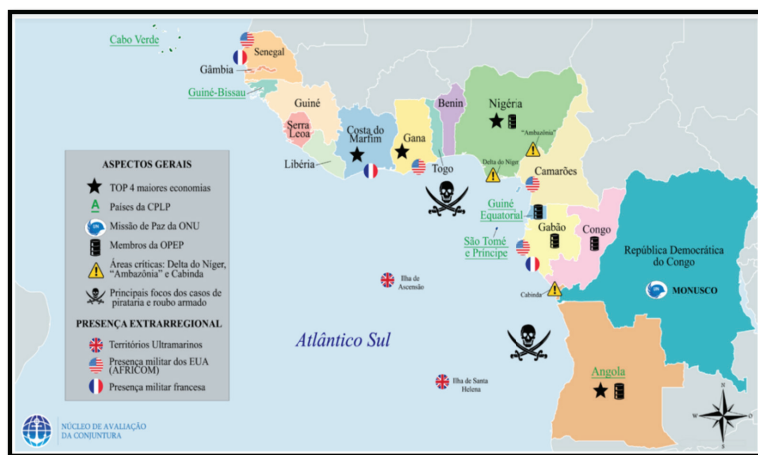 Cabo Verde
Senegal
Gâmbia
Guiné-Bissau
Guiné
Serra
Leoa
Libéria
Costa do
Marfim
Gana
Togo
Benin
Nigéria
"Ambazônia"
Delta do Níger
Camarões
Guiné
Equatorial
São Tomé
e Príncipe
Gabão
Congo
República Democrática
do Congo
MONUSCO
Cabinda
Angola
Ilha de
Ascensão
Atlântico Sul
Ilha de Santa
Helena
ASPECTOS GERAIS
TOP 4 maiores economias
A Países da CPLP
Missão de Paz da ONU
Membros da OPEP
Áreas críticas: Delta do Níger,
"Ambazônia" e Cabinda
Principais focos dos casos de
pirataria e roubo armado
PRESENÇA EXTRARREGIONAL
Territórios Ultramarinos
Presença militar dos EUA
(AFRICOM)
Presença militar francesa
NÚCLEO DE AVALIAÇÃO
DA CONJUNTURA
N
O
E
S